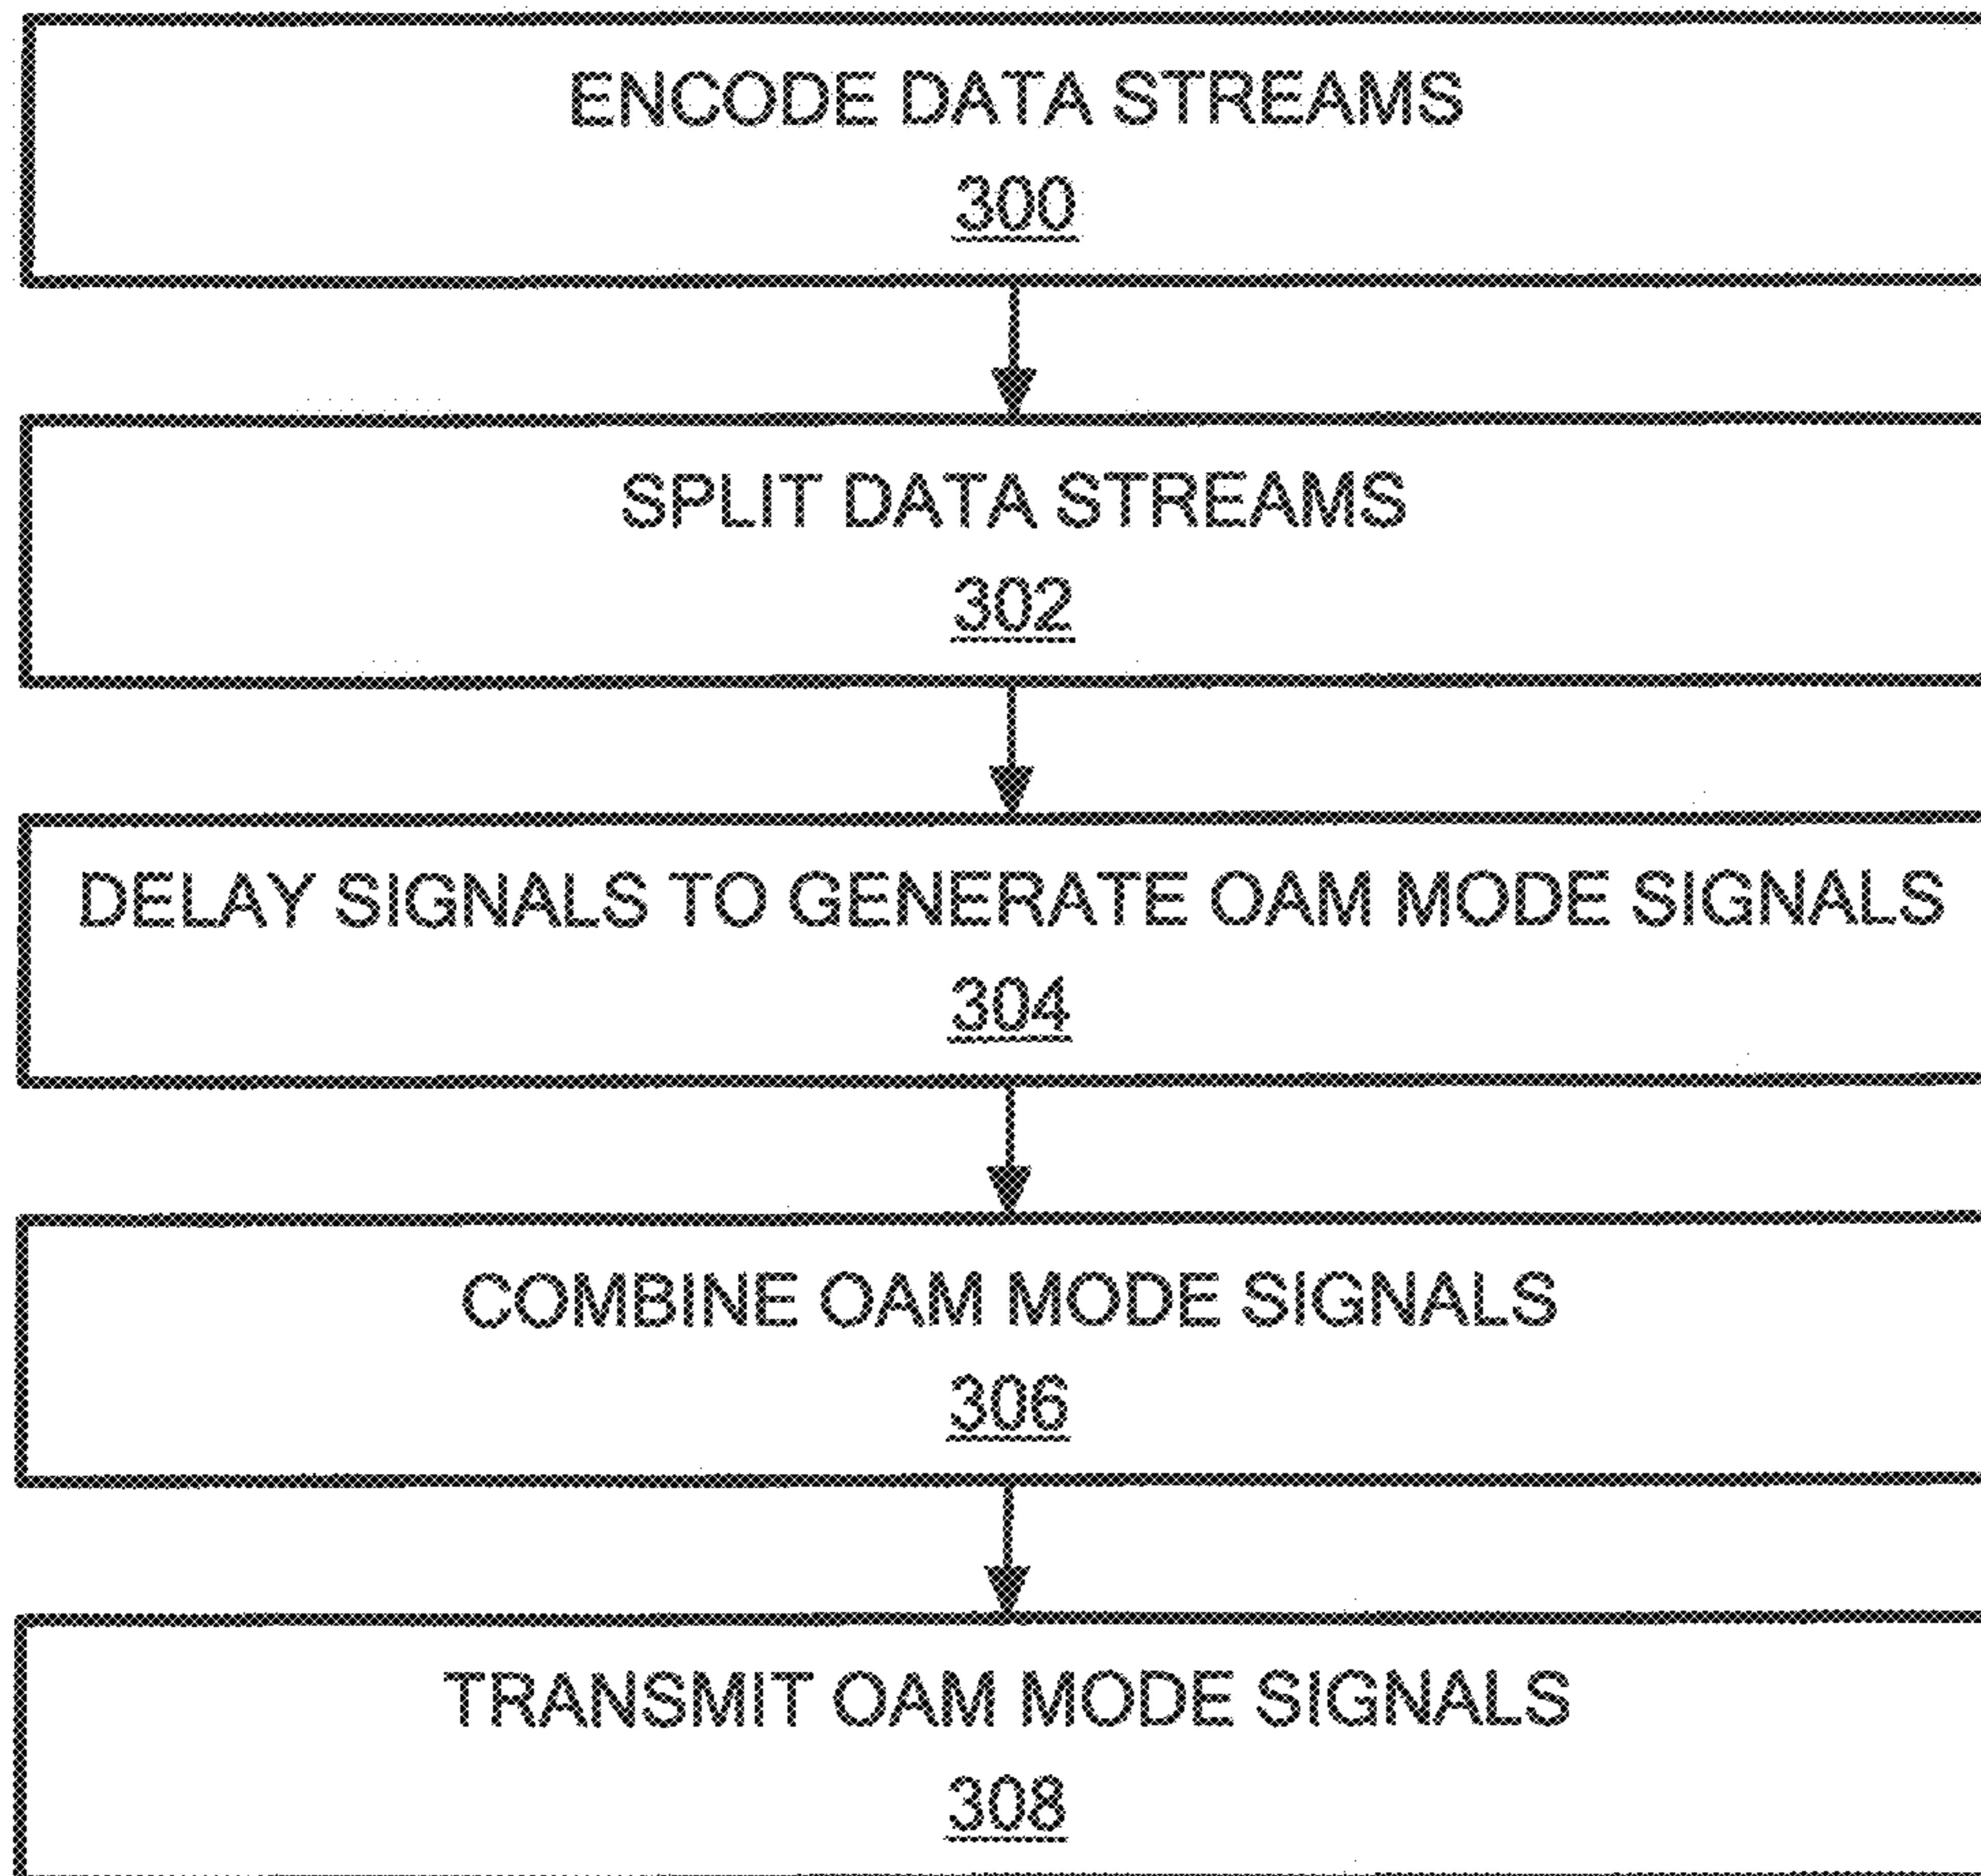 ENCODE DATA STREAMS
300
SPLIT DATA STREAMS
302
DELAY SIGNALS TO GENERATE OAM MODE SIGNALS
304
COMBINE OAM MODE SIGNALS
306
TRANSMIT OAM MODE SIGNALS
308